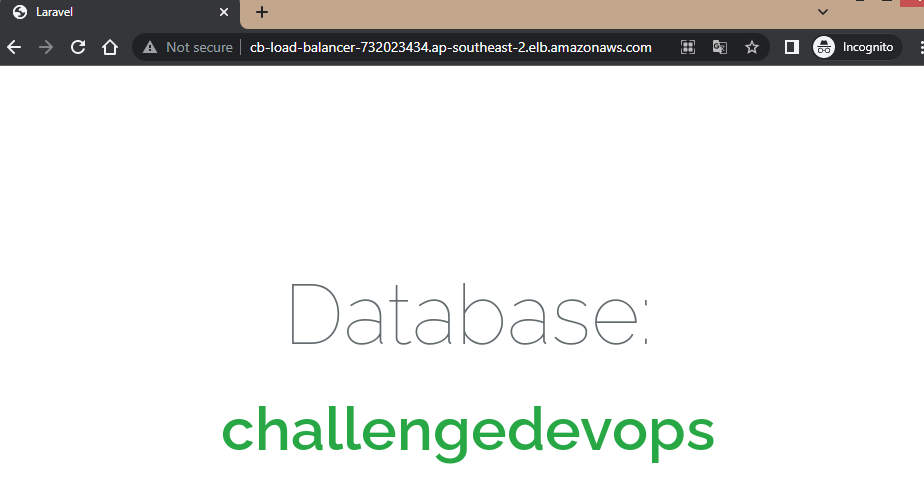 Laravel
Not secure cb-load-balancer-732023434.ap-southeast-2.elb.amazonaws.com Incognito
Database:
challengedevops